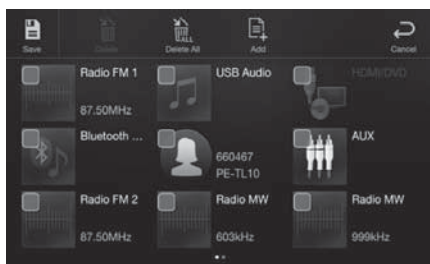 Save
Delete
ALL
Delete All
Add
Cancel
Radio FM 1
87.50MHz
USB Audio
HDMI/DVD
Bluetooth ...
660467
PE-TL10
AUX
Radio FM 2
87.50MHz
Radio MW
603kHz
Radio MW
999kHz